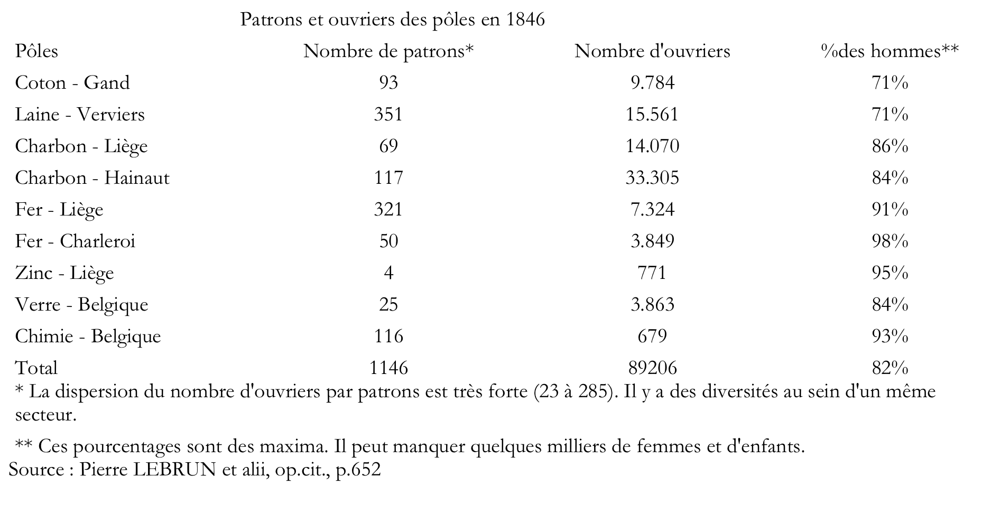 Patrons et ouvriers des pôles en 1846
Pôles Nombre de patrons* Nombre d'ouvriers %des hommes**
Coton - Gand 93 9.784 71%
Laine - Verviers 351 15.561 71%
Charbon - Liège 69 14.070 86%
Charbon - Hainaut 117 33.305 84%
Fer - Liège 321 7.324 91%
Fer - Charleroi 50 3.849 98%
Zinc - Liège 4 771 95%
Verre - Belgique 25 3.863 84%
Chimie - Belgique 116 679 93%
Total 1146 89206 82%
* La dispersion du nombre d'ouvriers par patrons est très forte (23 à 285). Il y a des diversités au sein d'un même
secteur.
** Ces pourcentages sont des maxima. Il peut manquer quelques milliers de femmes et d'enfants.
Source : Pierre LEBRUN et alii, op.cit., p.652